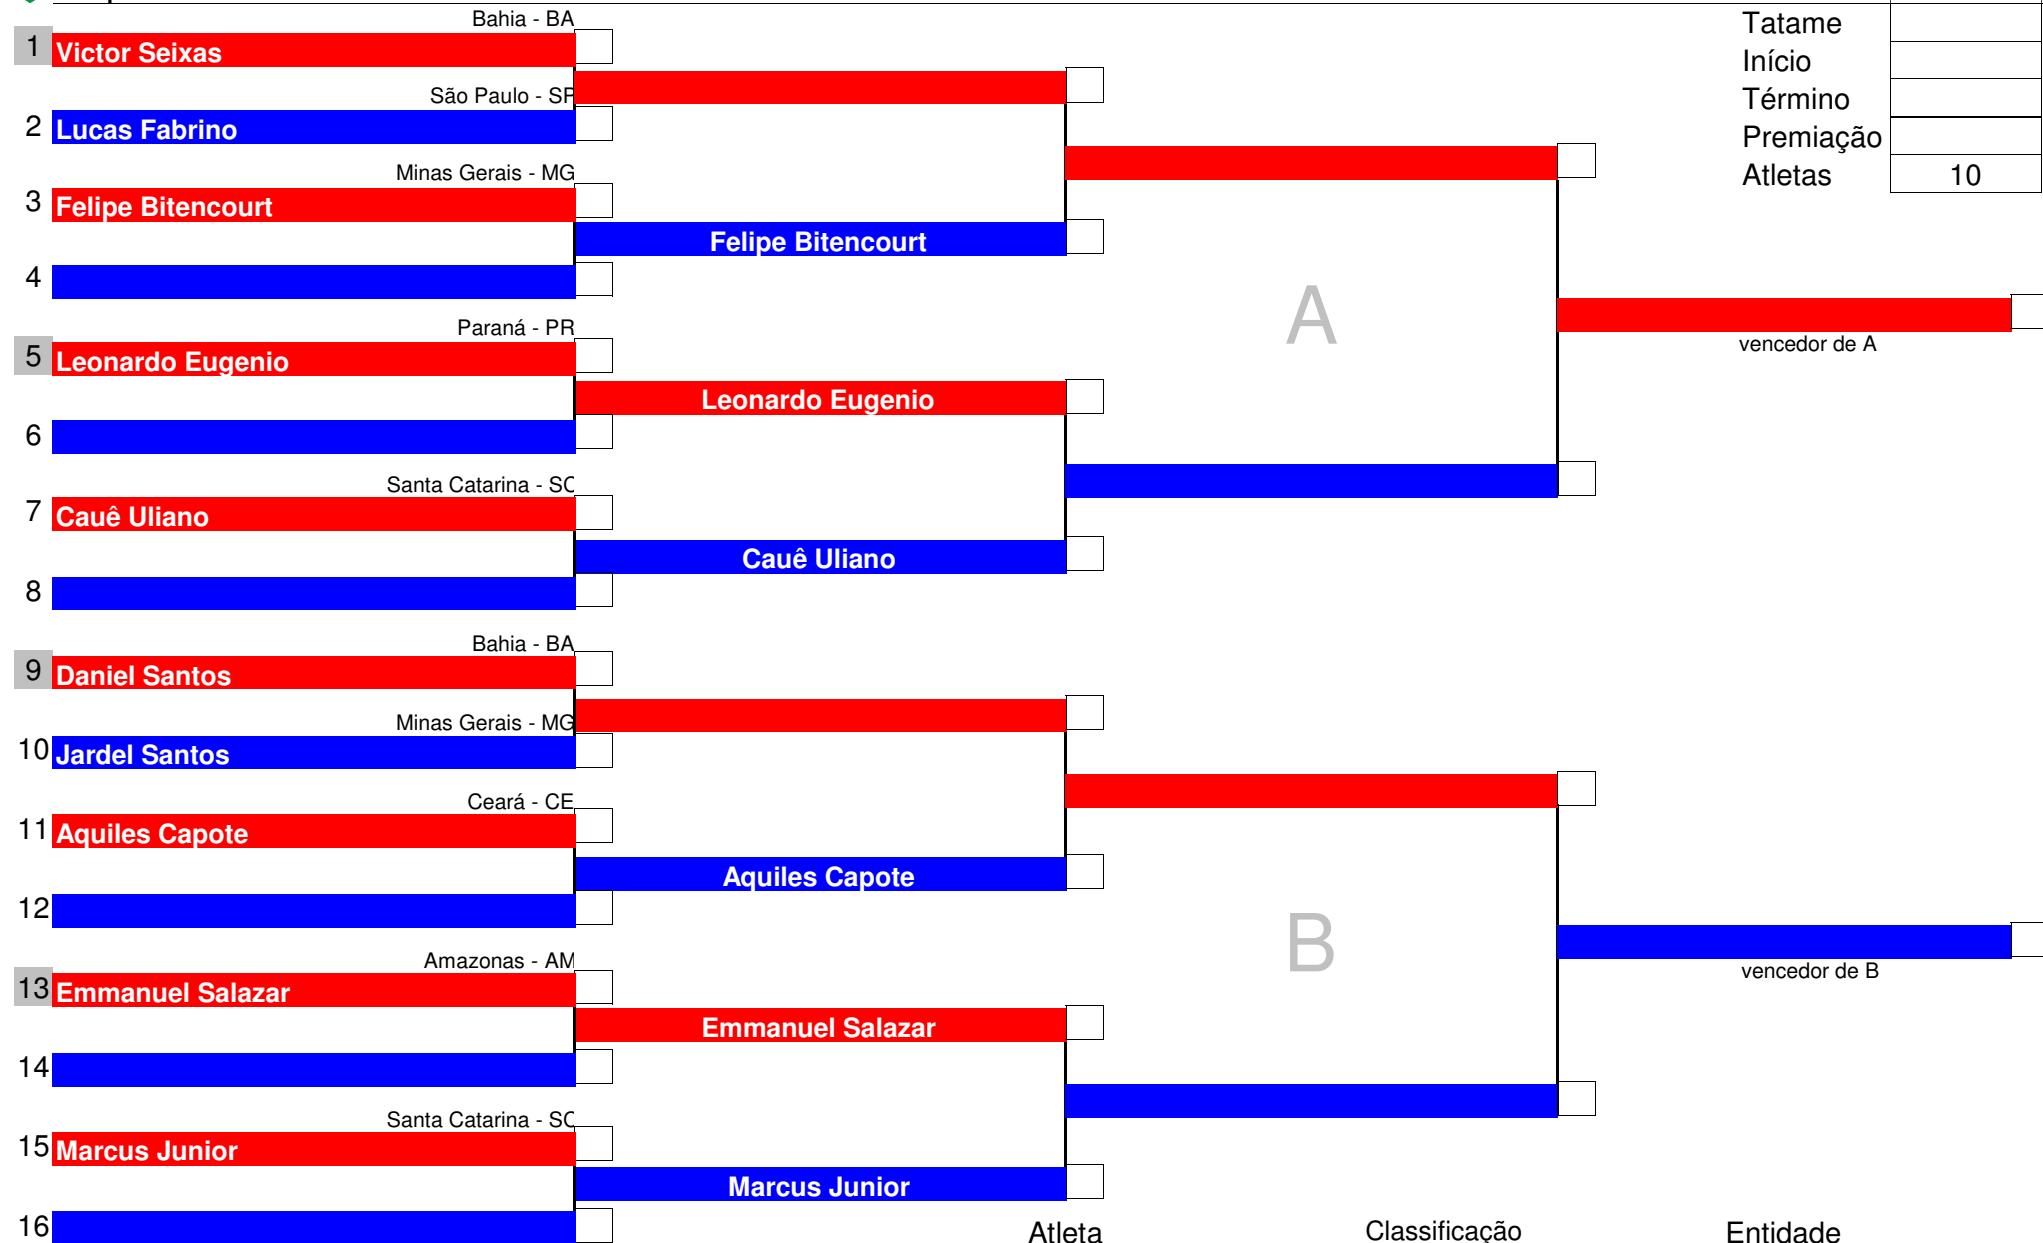 Bahia - BA
Tatame
1 Victor Seixas
Início
São Paulo - SP
Término
2 Lucas Fabrino
Premiação
Minas Gerais - MG
Atletas 10
3 Felipe Bitencourt
Felipe Bitencourt
4
A
Paraná - PR
vencedor de A
5 Leonardo Eugenio
Leonardo Eugenio
6
Santa Catarina - SC
7 Cauê Uliano
Cauê Uliano
8
Bahia - BA
9 Daniel Santos
Minas Gerais - MG
10 Jardel Santos
Ceará - CE
11 Aquiles Capote
Aquiles Capote
12
B
Amazonas - AM
vencedor de B
13 Emmanuel Salazar
Emmanuel Salazar
14
Santa Catarina - SC
15 Marcus Junior
Marcus Junior
16
Atleta Classificação Entidade